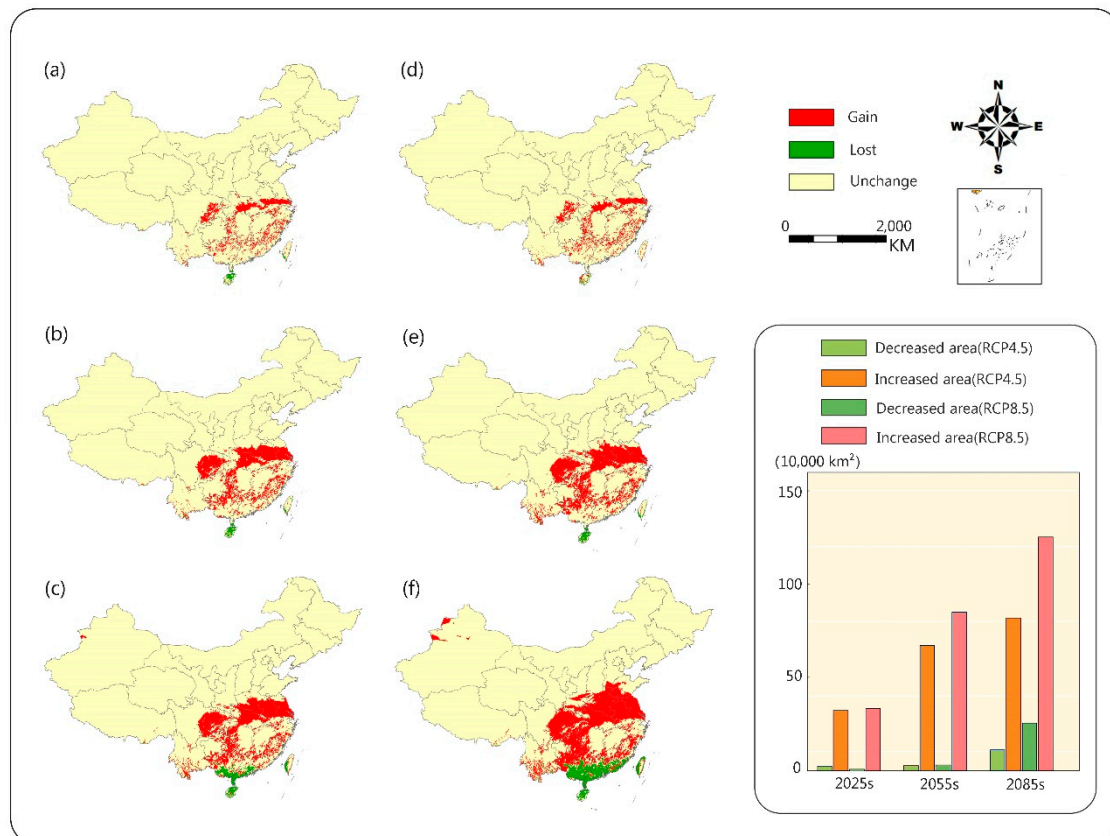 (a)
(d)
(b)
(e)
(c)
(f)
Gain
Lost
Unchange
N
W E
S
0 2,000
KM
Decreased area(RCP4.5)
Increased area(RCP4.5)
Decreased area(RCP8.5)
Increased area(RCP8.5)
(10,000 km²)
150
100
50
0
2025s 2055s 2085s